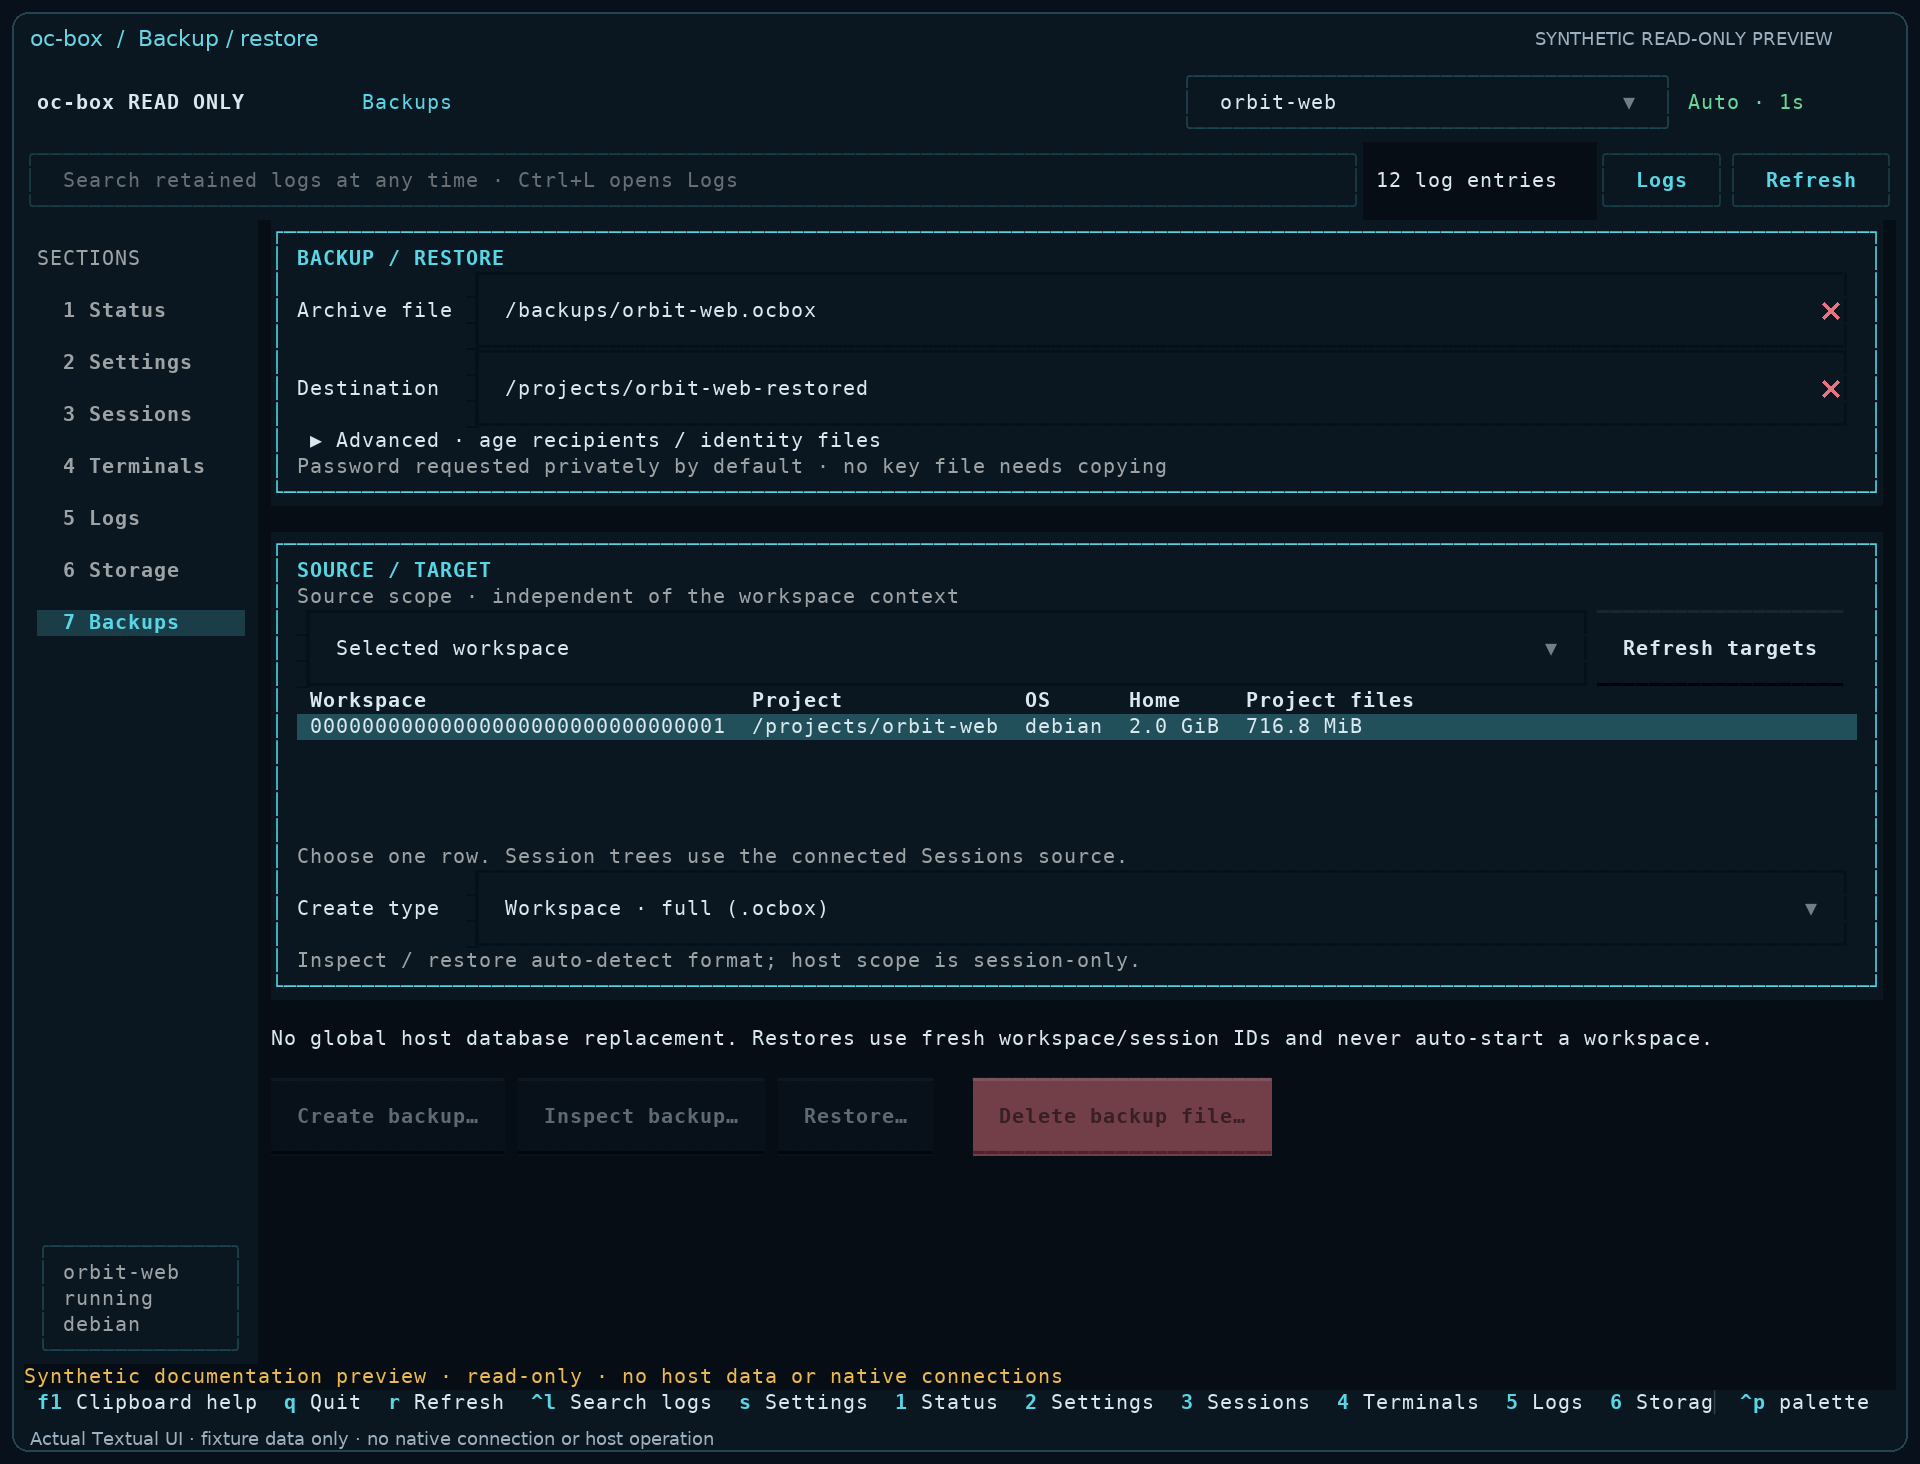 oc-box / Backup / restore
SYNTHETIC READ-ONLY PREVIEW
oc-box READ ONLY Backups orbit-web ▼ Auto · 1s
Search retained logs at any time · Ctrl+L opens Logs 12 log entries Logs Refresh
SECTIONS
1 Status
2 Settings
3 Sessions
4 Terminals
5 Logs
6 Storage
7 Backups
BACKUP / RESTORE
Archive file /backups/orbit-web.ocbox
Destination /projects/orbit-web-restored
▶ Advanced · age recipients / identity files
Password requested privately by default · no key file needs copying
SOURCE / TARGET
Source scope · independent of the workspace context
Selected workspace ▼ Refresh targets
Workspace Project OS Home Project files
00000000000000000000000000000001 /projects/orbit-web debian 2.0 GiB 716.8 MiB
Choose one row. Session trees use the connected Sessions source.
Create type Workspace · full (.ocbox) ▼
Inspect / restore auto-detect format; host scope is session-only.
No global host database replacement. Restores use fresh workspace/session IDs and never auto-start a workspace.
Create backup… Inspect backup… Restore… Delete backup file…
orbit-web
running
debian
Synthetic documentation preview · read-only · no host data or native connections
f1 Clipboard help q Quit r Refresh ^l Search logs s Settings 1 Status 2 Settings 3 Sessions 4 Terminals 5 Logs 6 Storag ^p palette
Actual Textual UI · fixture data only · no native connection or host operation